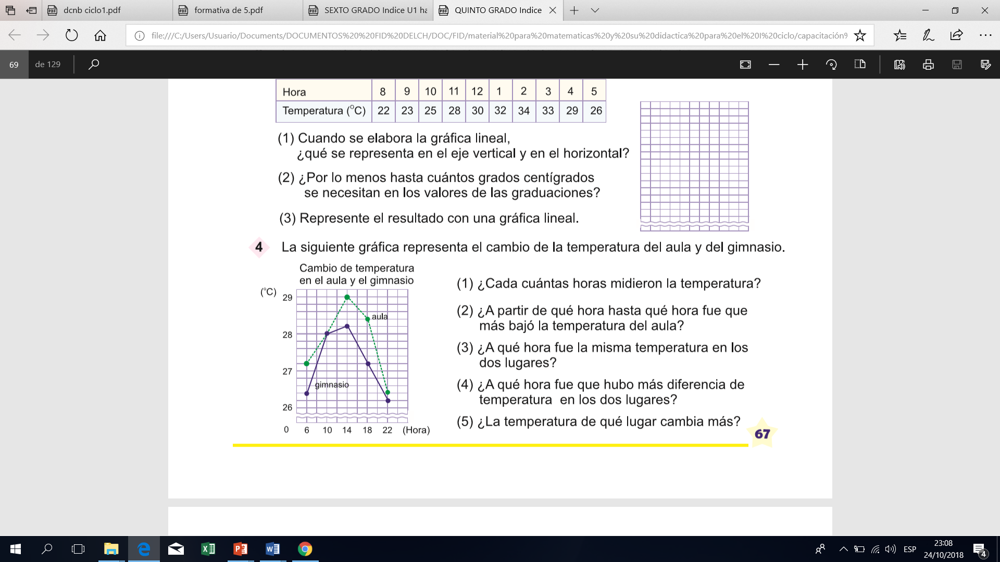 dcnb ciclo1.pdf
formativa de 5.pdf
SEXTO GRADO Indice U1 ha
QUINTO GRADO Indice
file:///C:/Users/Usuario/Documents/DOCUMENTOS%20%20FID%20DELCH/DOC/FID/material%20para%20matematicas%20y%20su%20didactica%20para%20el%20I%20ciclo/capacitación%
69 de 129
Hora 8 9 10 11 12 1 2 3 4 5
Temperatura (°C) 22 23 25 28 30 32 34 33 29 26
(1) Cuando se elabora la gráfica lineal,
¿qué se representa en el eje vertical y en el horizontal?
(2) ¿Por lo menos hasta cuántos grados centígrados
se necesitan en los valores de las graduaciones?
(3) Represente el resultado con una gráfica lineal.
4 La siguiente gráfica representa el cambio de la temperatura del aula y del gimnasio.
Cambio de temperatura
en el aula y el gimnasio
(°C)
29
28
27
26
0 6 10 14 18 22 (Hora)
aula
gimnasio
(1) ¿Cada cuántas horas midieron la temperatura?
(2) ¿A partir de qué hora hasta qué hora fue que
más bajó la temperatura del aula?
(3) ¿A qué hora fue la misma temperatura en los
dos lugares?
(4) ¿A qué hora fue que hubo más diferencia de
temperatura en los dos lugares?
(5) ¿La temperatura de qué lugar cambia más?
67
ESP
23:08
24/10/2018
4